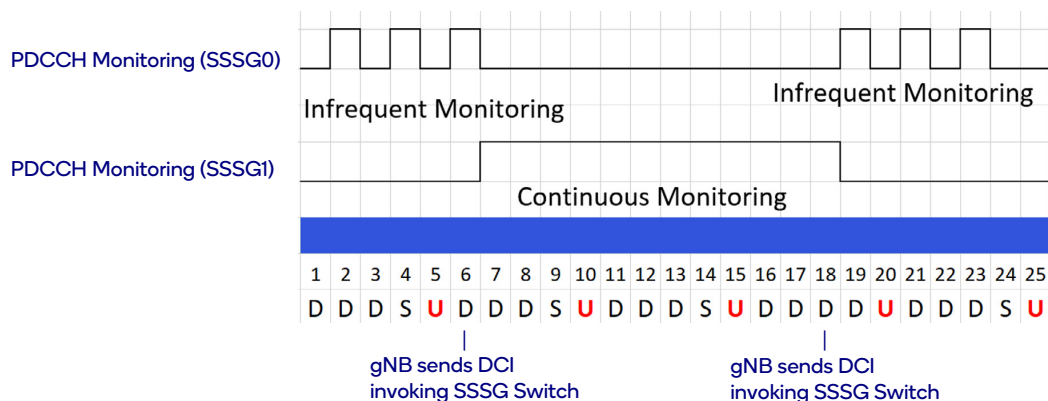 PDCCH Monitoring (SSSG0)
Infrequent Monitoring
Infrequent Monitoring
PDCCH Monitoring (SSSG1)
Continuous Monitoring
1 2 3 4 5 6 7 8 9 10 11 12 13 14 15 16 17 18 19 20 21 22 23 24 25
D D D S U D D D S U D D D S U D D D D U D D D S U
gNB sends DCI
invoking SSSG Switch
gNB sends DCI
invoking SSSG Switch